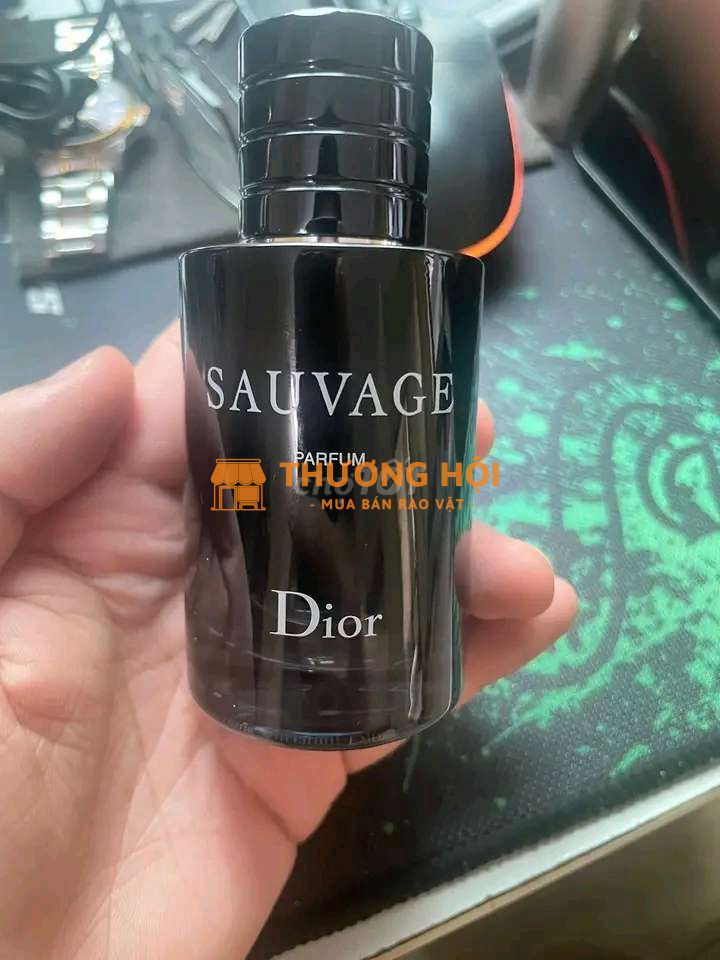 SAUVAGE
PARFUM
THƯƠNG HỘI
- MUA BÁN RAO VẶT -
Dior